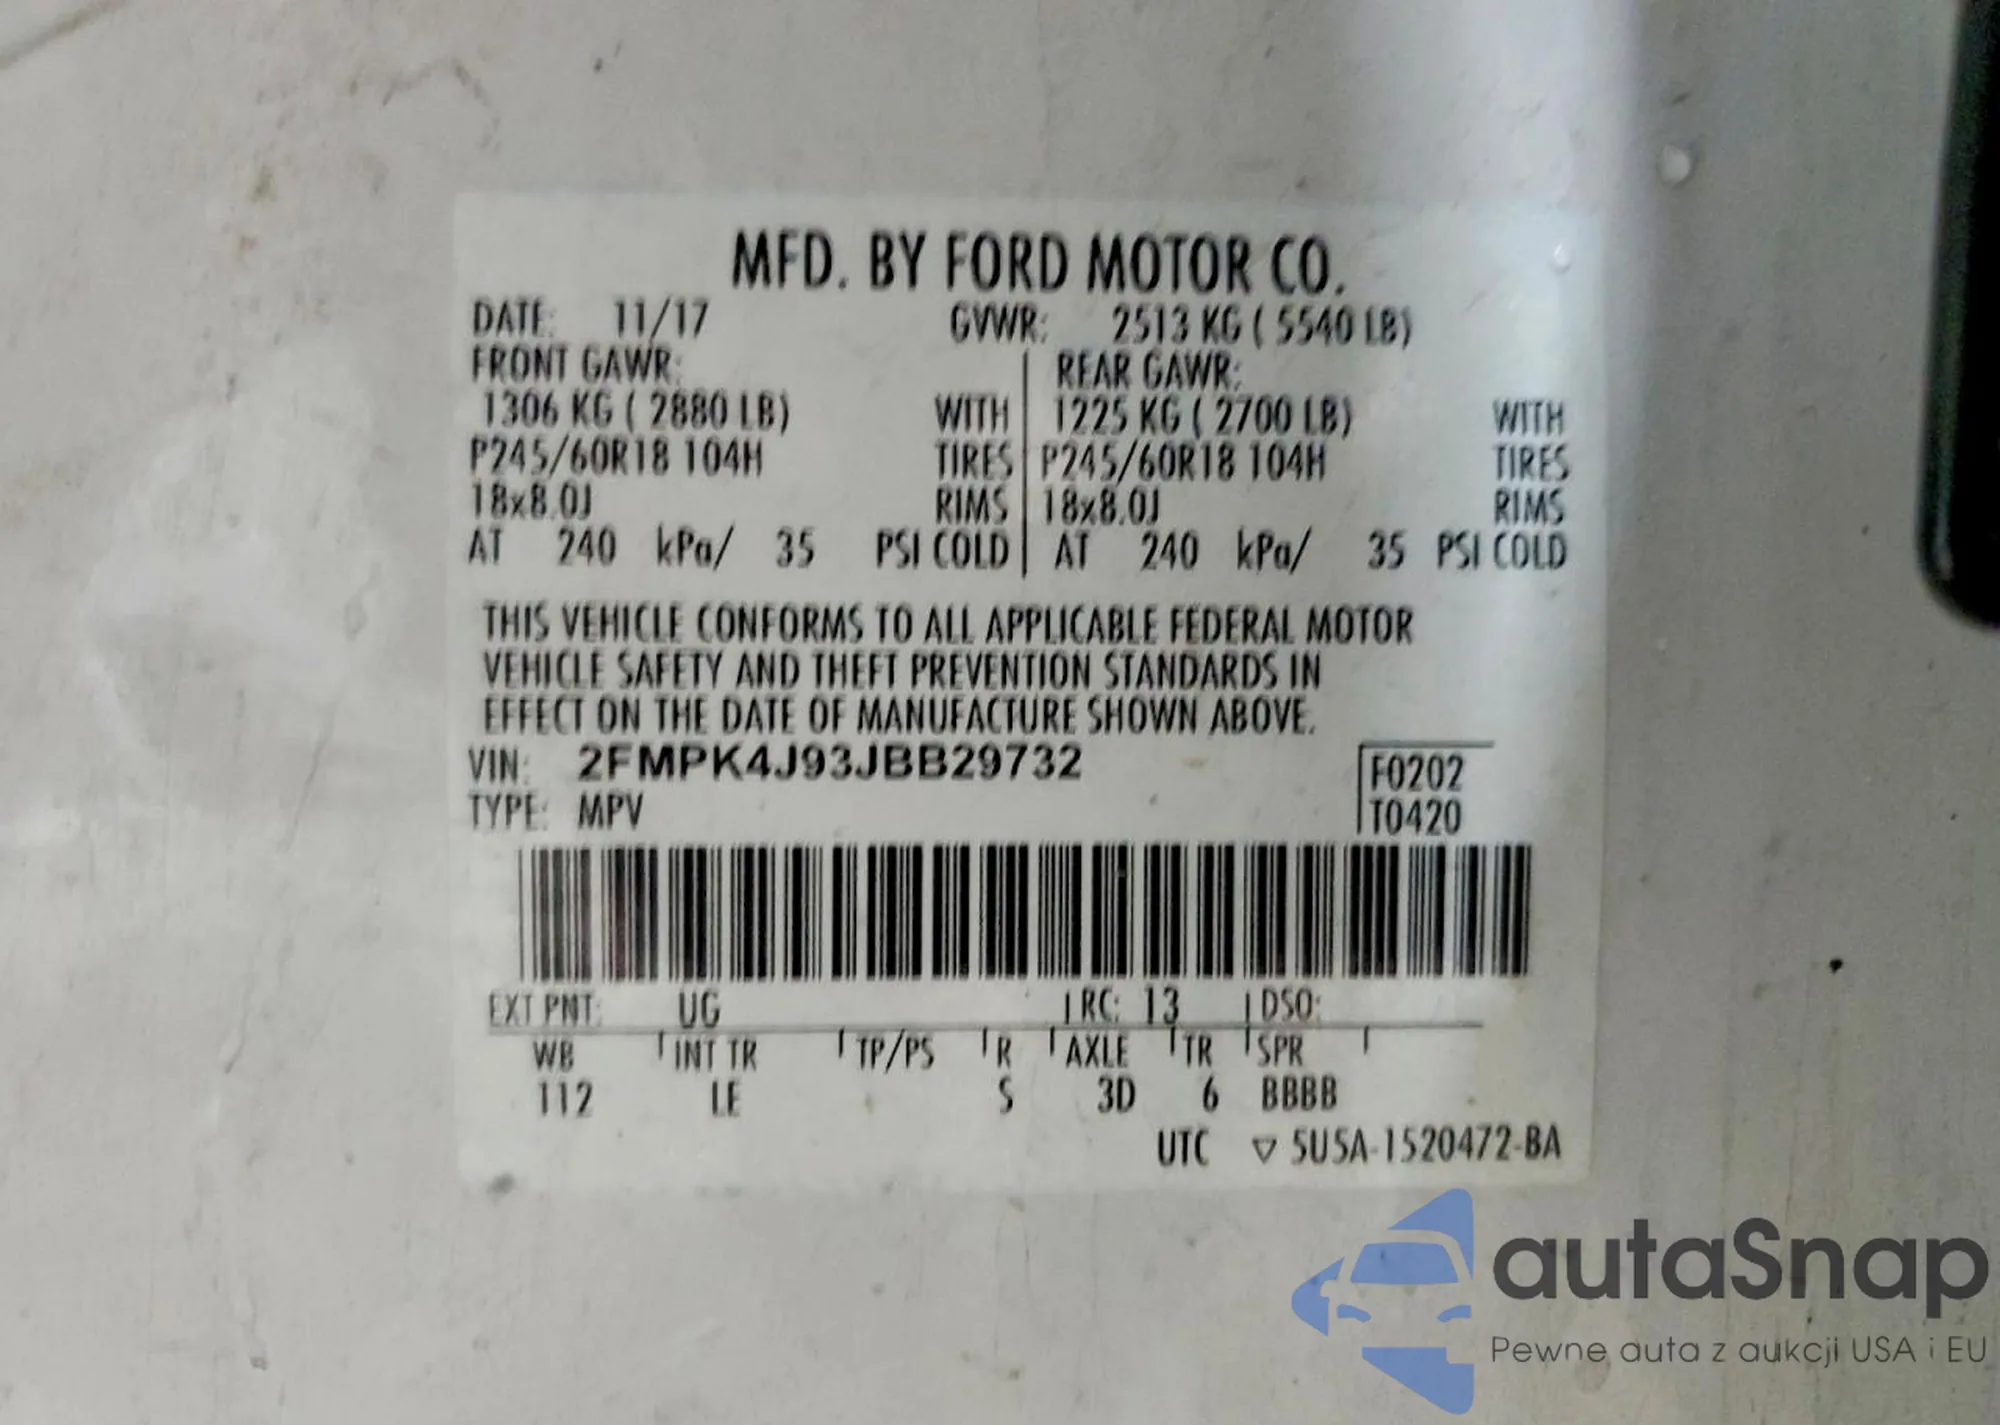 MFD. BY FORD MOTOR CO.
DATE: 11/17 GVWR: 2513 KG ( 5540 LB)
FRONT GAWR: REAR GAWR:
1306 KG ( 2880 LB) WITH 1225 KG ( 2700 LB) WITH
P245/60R18 104H TIRES P245/60R18 104H TIRES
18x8.0J RIMS 18x8.0J RIMS
AT 240 kPa/ 35 PSI COLD AT 240 kPa/ 35 PSI COLD
THIS VEHICLE CONFORMS TO ALL APPLICABLE FEDERAL MOTOR
VEHICLE SAFETY AND THEFT PREVENTION STANDARDS IN
EFFECT ON THE DATE OF MANUFACTURE SHOWN ABOVE.
VIN: 2FMPK4J93JBB29732 F0202
TYPE: MPV T0420
EXT PNT: UG RC: 13 DSO:
WB INT TR TP/PS R AXLE TR SPR
112 LE S 3D 6 BBBB
UTC ▽ 5U5A-1520472-BA
autaSnap
Pewne auta z aukcji USA i EU